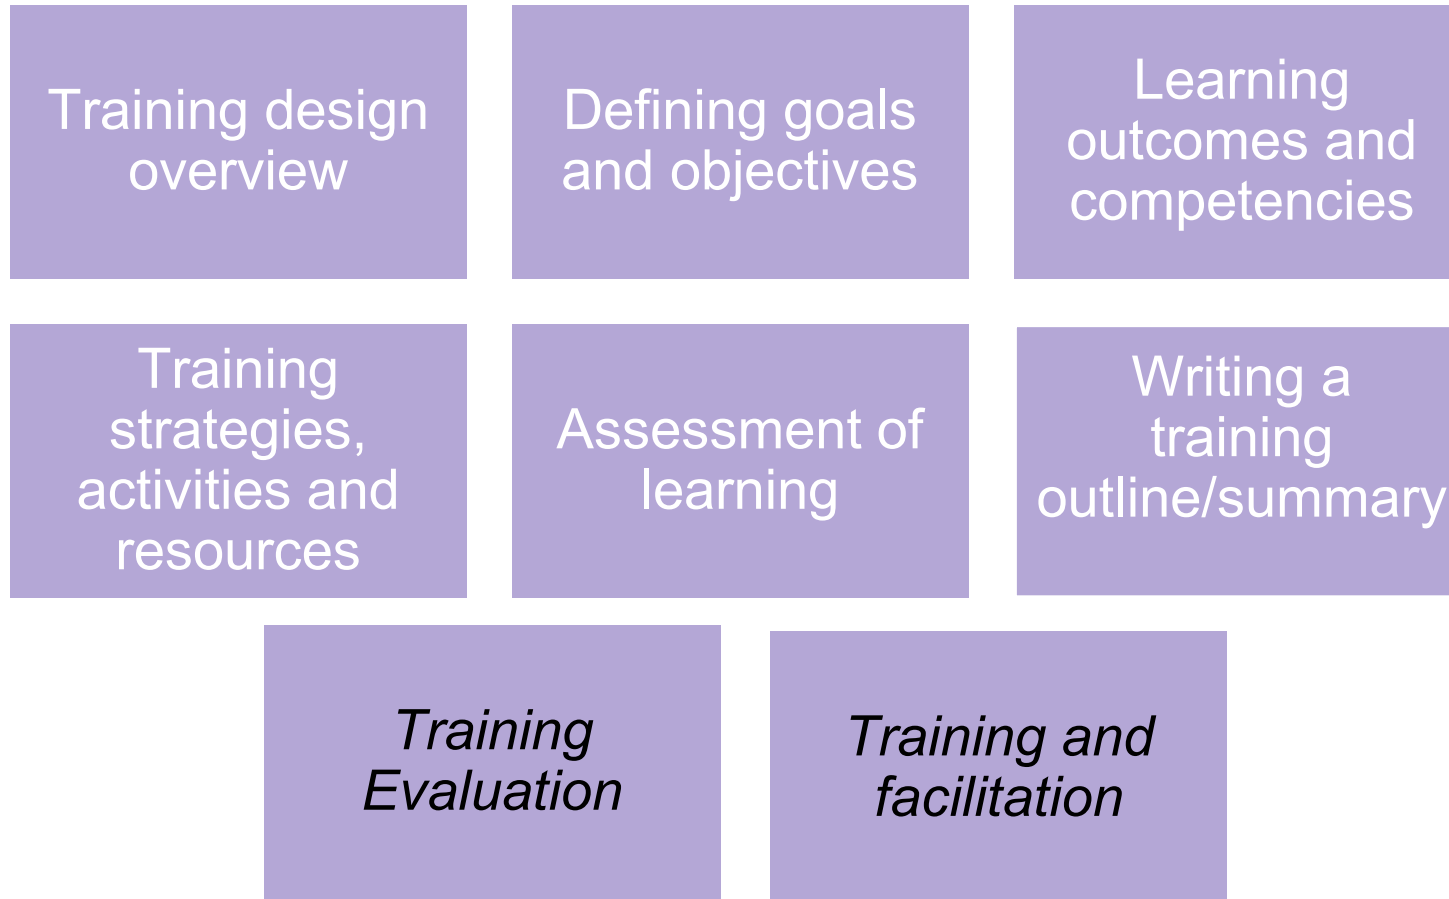 Training design
overview
Defining goals
and objectives
Learning
outcomes and
competencies
Training
strategies,
activities and
resources
Assessment of
learning
Writing a
training
outline/summary
Training
Evaluation
Training and
facilitation